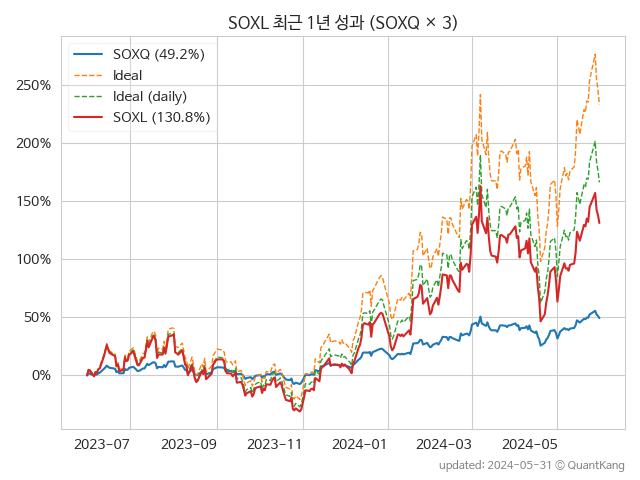 SOXL 최근 1년 성과 (SOXQ × 3)
SOXQ (49.2%)
Ideal
Ideal (daily)
SOXL (130.8%)
250%
200%
150%
100%
50%
0%
2023-07
2023-09
2023-11
2024-01
2024-03
2024-05
updated: 2024-05-31 © QuantKang